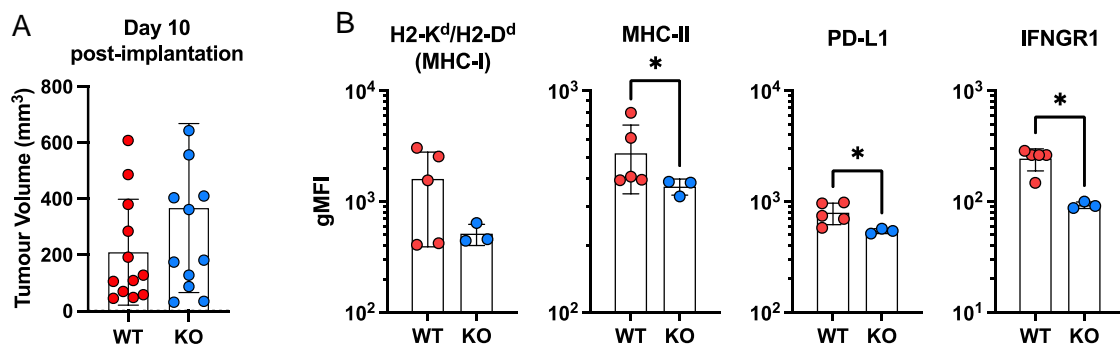 A
Day 10
post-implantation
Tumour Volume (mm³)
800
600
400
200
0
WT
KO
B
gMFI
H2-Kᵈ/H2-Dᵈ
(MHC-I)
10⁴
10³
10²
WT
KO
MHC-II
*
10³
10²
WT
KO
PD-L1
*
10⁴
10³
10²
WT
KO
IFNGR1
*
10³
10²
10¹
WT
KO